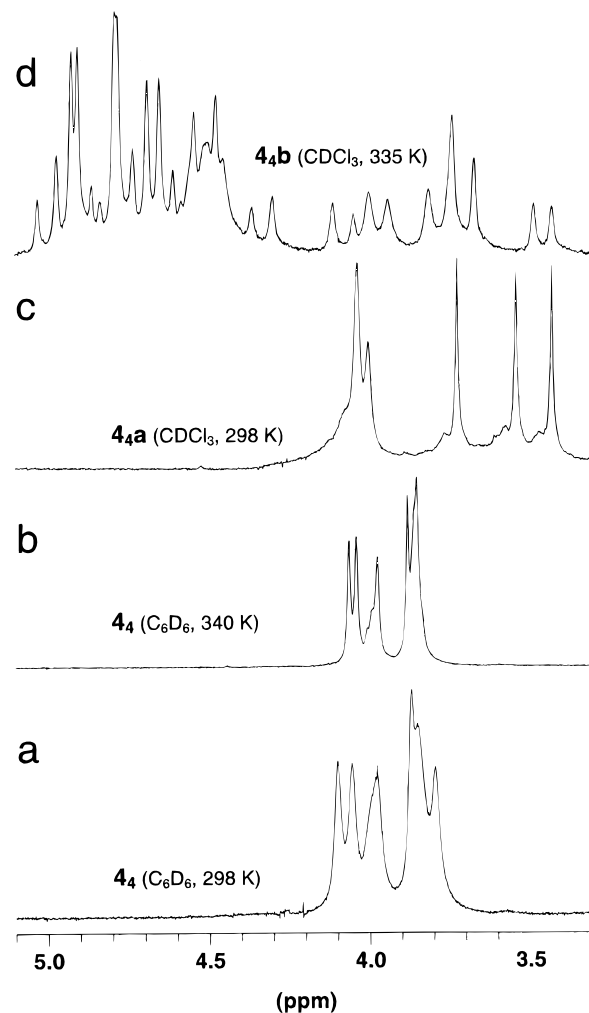 d
4₄b (CDCl₃, 335 K)
c
4₄a (CDCl₃, 298 K)
b
4₄ (C₆D₆, 340 K)
a
4₄ (C₆D₆, 298 K)
5.0 4.5 4.0 3.5
(ppm)